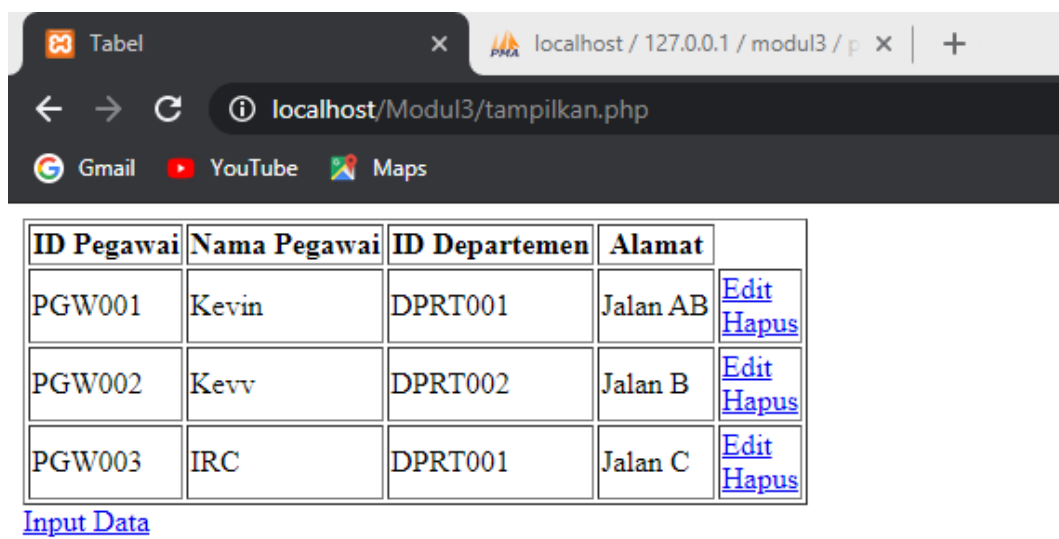 Tabel
PMA localhost / 127.0.0.1 / modul3 / p
localhost/Modul3/tampilkan.php
Gmail YouTube Maps
ID Pegawai Nama Pegawai ID Departemen Alamat
PGW001 Kevin DPRT001 Jalan AB Edit
Hapus
PGW002 Kevv DPRT002 Jalan B Edit
Hapus
PGW003 IRC DPRT001 Jalan C Edit
Hapus
Input Data